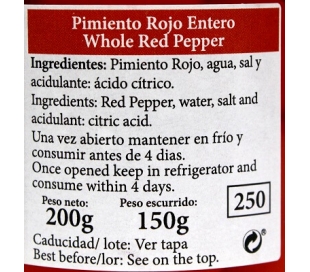 Pimiento Rojo Entero
Whole Red Pepper
Ingredientes: Pimiento Rojo, agua, sal y
acidulante: ácido cítrico.
Ingredients: Red Pepper, water, salt and
acidulant: citric acid.
Una vez abierto mantener en frío y
consumir antes de 4 dias.
Once opened keep in refrigerator and
consume within 4 days.
Peso neto: Peso escurrido:
200g 150g 250
Caducidad/ lote: Ver tapa
Best before/lor: See on the top.